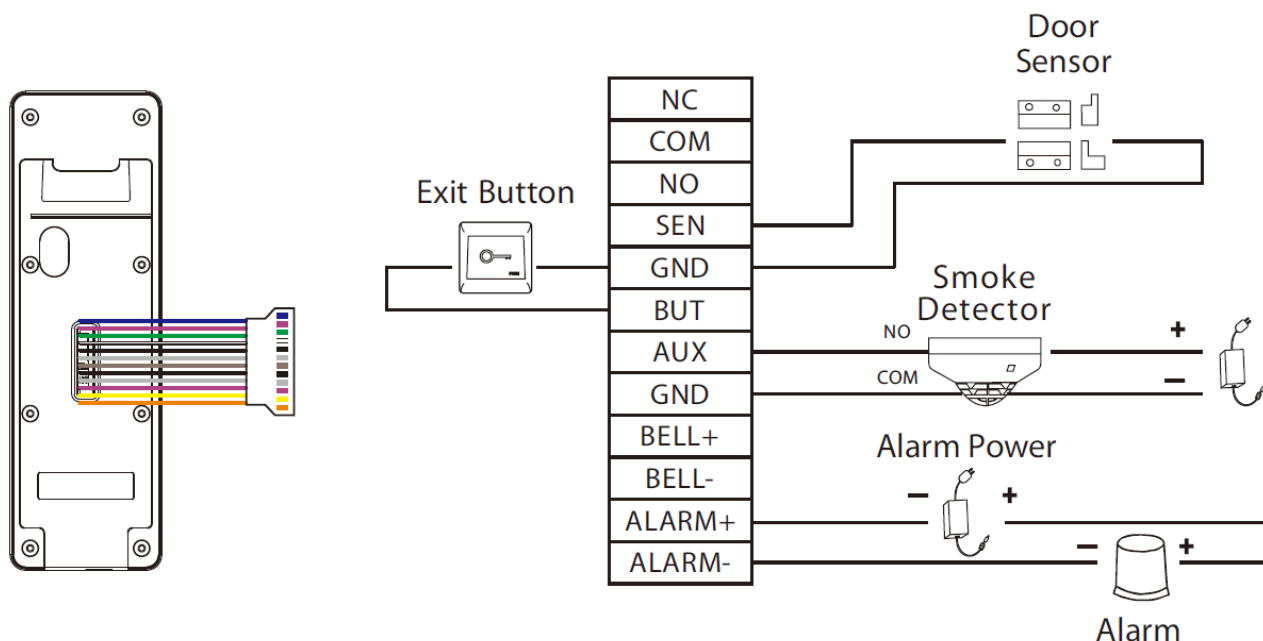 Door
Sensor
NC
COM
NO
Exit Button
SEN
GND
Smoke
Detector
BUT
NO
+
AUX
COM
−
GND
BELL+
Alarm Power
BELL-
− +
ALARM+
− +
ALARM-
Alarm